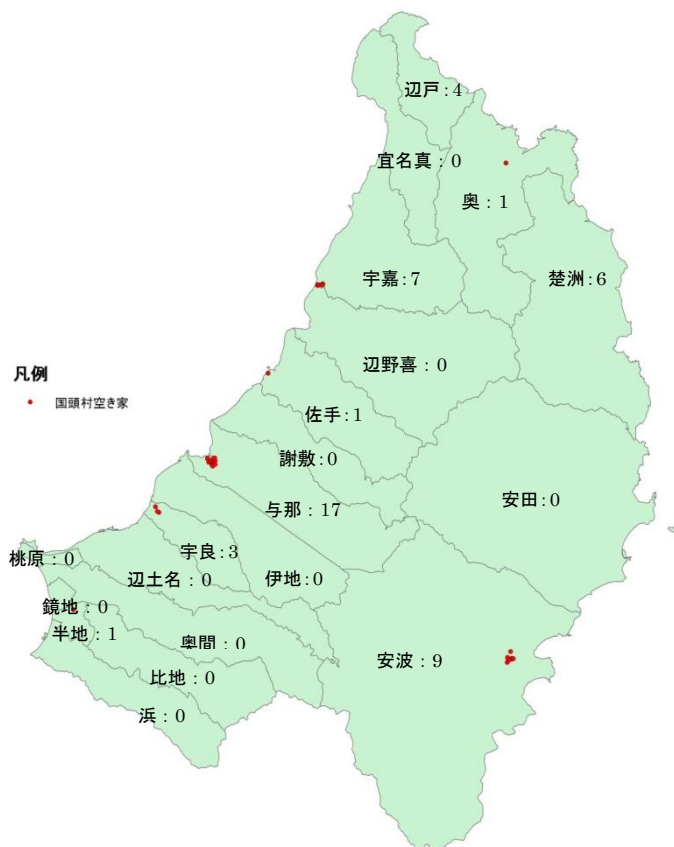 辺戸：4
宜名真：0
奥：1
宇嘉：7
楚洲：6
辺野喜：0
凡例
国頭村空き家
佐手：1
謝敷：0
安田：0
与那：17
宇良：3
桃原：0
辺土名：0
伊地：0
鏡地：0
半地：1
奥間：0
安波：9
比地：0
浜：0